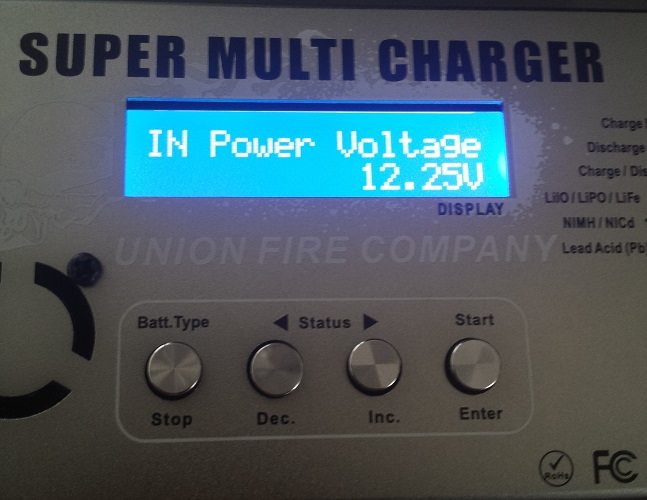 SUPER MULTI CHARGER
IN Power Voltage
12.25V
DISPLAY
Charge
Discharge
Charge / Dis
LiIO / LiPO / LiFe
NiMH / NiCd
Lead Acid (Pb)
UNION FIRE COMPANY
Batt.Type
Status
Start
Stop
Dec.
Inc.
Enter
RoHS
FC